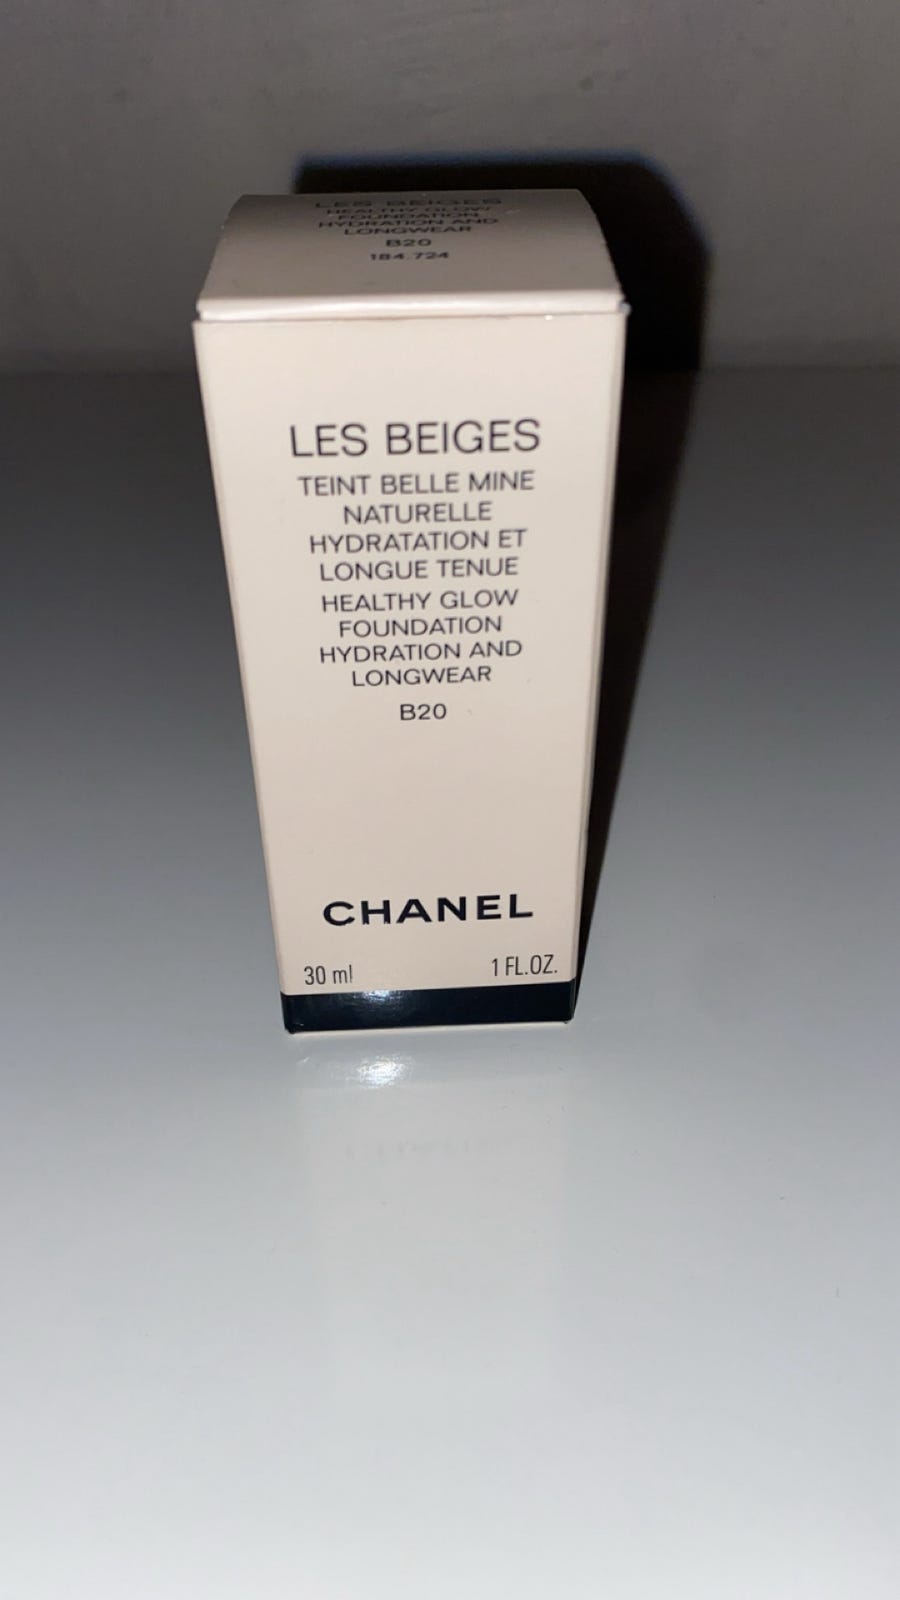 LES BEIGES
HEALTHY GLOW
FOUNDATION
HYDRATION AND
LONGWEAR
B20
184.724
LES BEIGES
TEINT BELLE MINE
NATURELLE
HYDRATATION ET
LONGUE TENUE
HEALTHY GLOW
FOUNDATION
HYDRATION AND
LONGWEAR
B20
CHANEL
30 ml 1 FL.OZ.